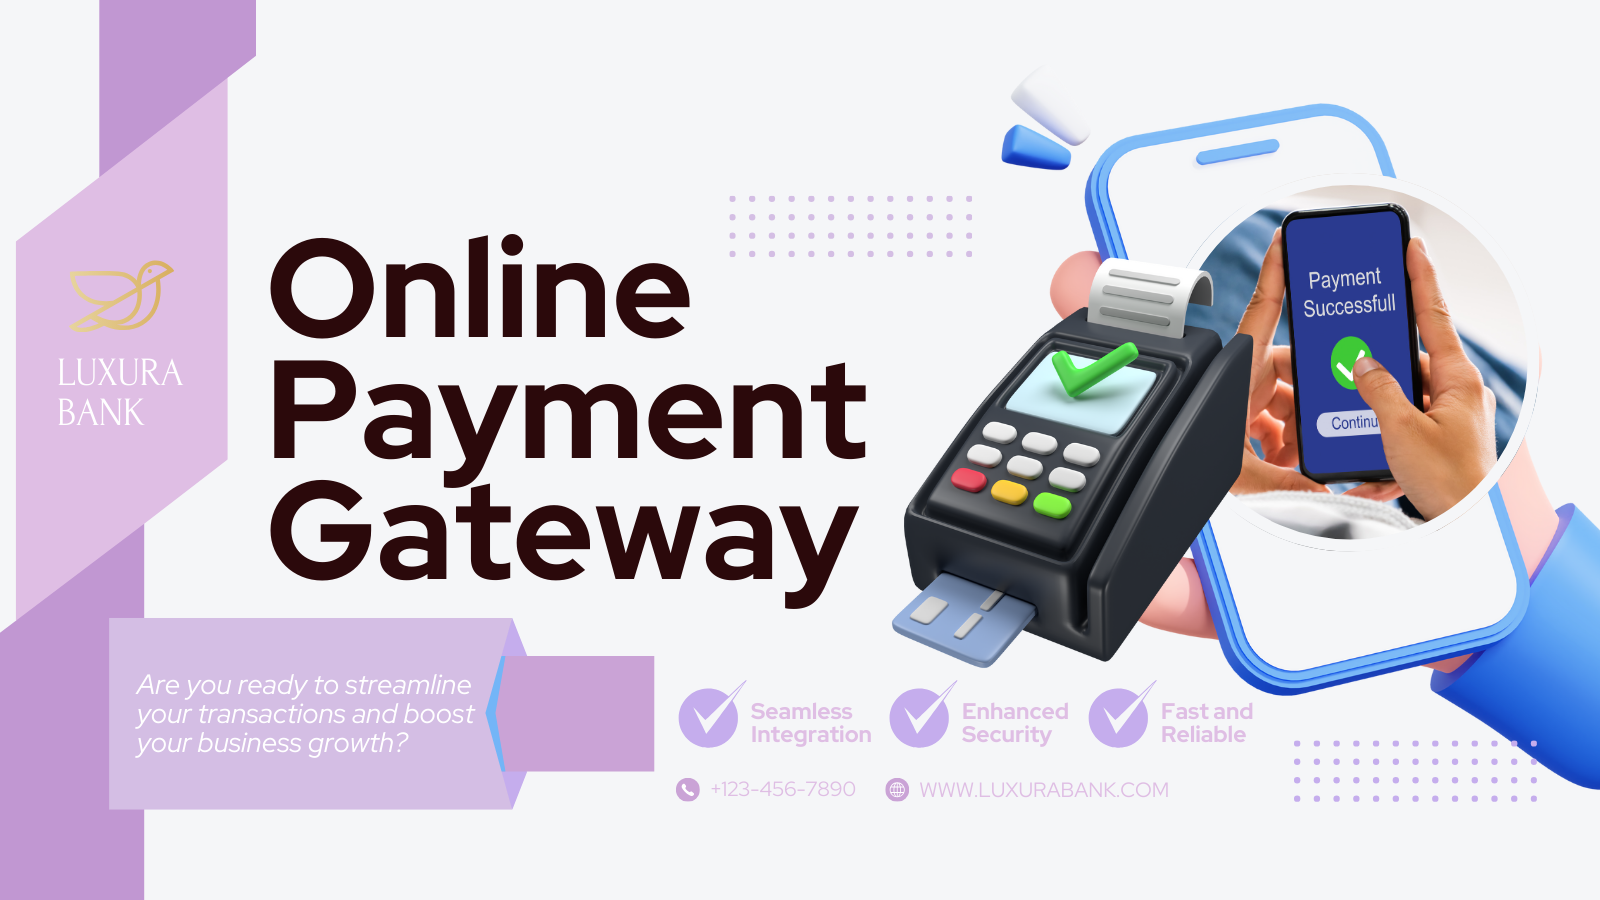 LUXURA
BANK
Online
Payment
Gateway
Payment
Successfull
Continu
Are you ready to streamline
your transactions and boost
your business growth?
Seamless
Integration
Enhanced
Security
Fast and
Reliable
+123-456-7890
WWW.LUXURABANK.COM